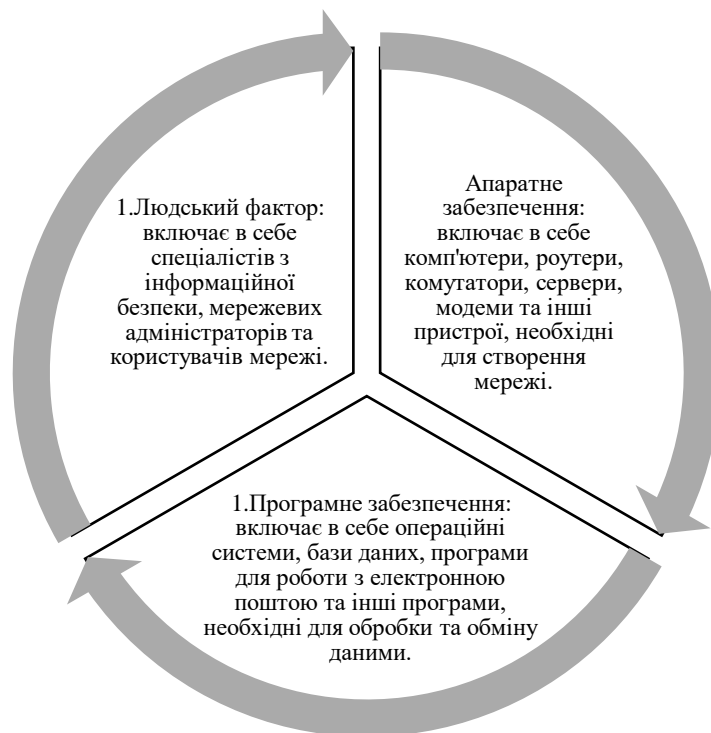 1.Людський фактор:
включає в себе
спеціалістів з
інформаційної
безпеки, мережевих
адміністраторів та
користувачів мережі.
Апаратне
забезпечення:
включає в себе
комп'ютери, роутери,
комутатори, сервери,
модеми та інші
пристрої, необхідні
для створення
мережі.
1.Програмне забезпечення:
включає в себе операційні
системи, бази даних, програми
для роботи з електронною
поштою та інші програми,
необхідні для обробки та обміну
даними.